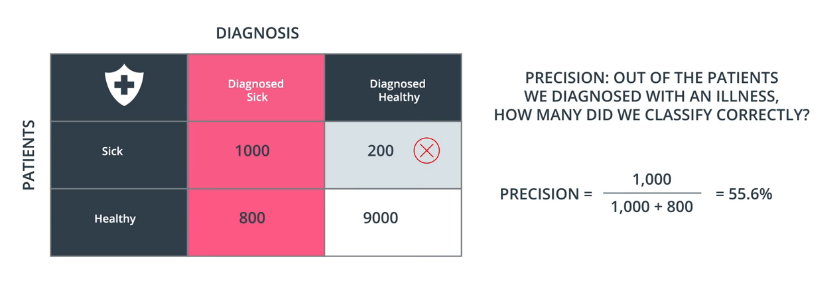 DIAGNOSIS
PATIENTS
Diagnosed
Sick
Diagnosed
Healthy
Sick
1000
200
Healthy
800
9000
PRECISION: OUT OF THE PATIENTS
WE DIAGNOSED WITH AN ILLNESS,
HOW MANY DID WE CLASSIFY CORRECTLY?
1,000
PRECISION = = 55.6%
1,000 + 800